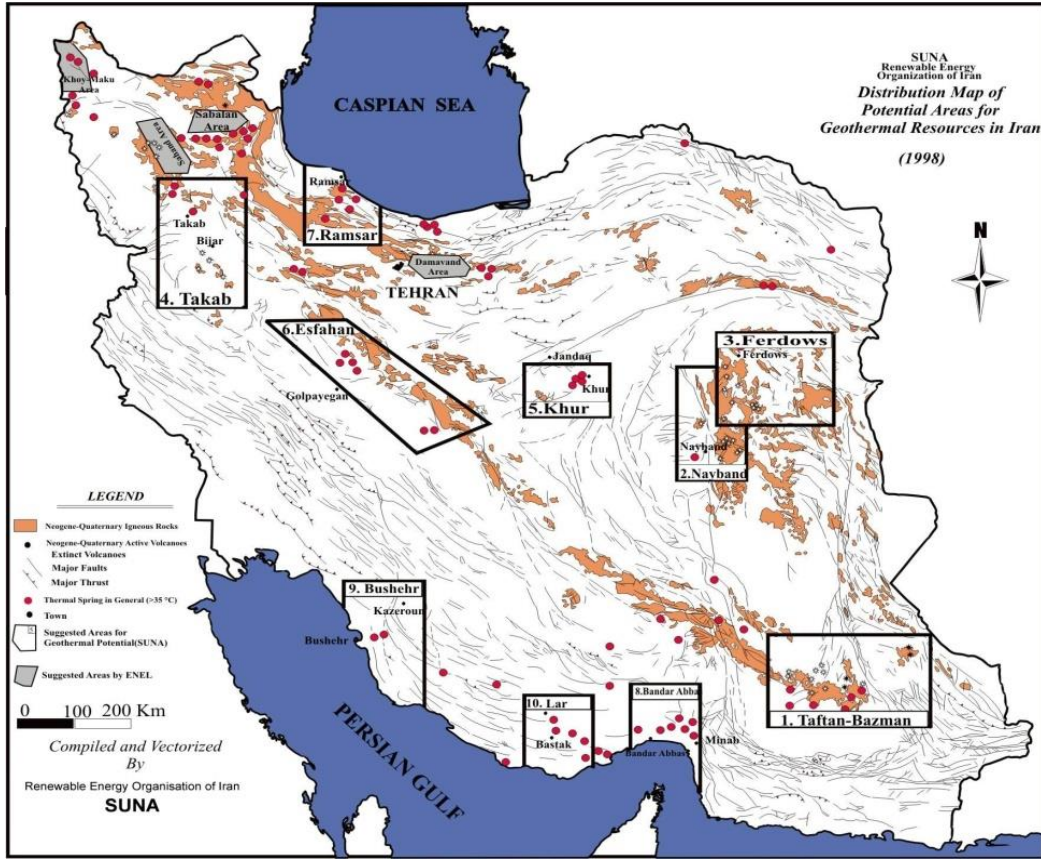 SUNA
Renewable Energy
Organization of Iran
Distribution Map of
Potential Areas for
Geothermal Resources in Iran
(1998)
N
CASPIAN SEA
Khoy-Maku
Area
Sabalan
Area
Sahand Area
Ramsar
7.Ramsar
Takab
Bijar
4. Takab
Damavand
Area
TEHRAN
6.Esfahan
Golpayegan
Jandaq
Khur
5.Khur
3.Ferdows
Ferdows
Nayband
2.Nayband
9. Bushehr
Kazeroun
Bushehr
PERSIAN GULF
10. Lar
Bastak
8.Bandar Abba
Bandar Abbas
Minab
1. Taftan-Bazman
LEGEND
Neogene-Quaternary Igneous Rocks
Neogene-Quaternary Active Volcanoes
Extinct Volcanoes
Major Faults
Major Thrust
Thermal Spring in General (>35 °C)
Town
Suggested Areas for
Geothermal Potential(SUNA)
Suggested Areas by ENEL
0 100 200 Km
Compiled and Vectorized
By
Renewable Energy Organisation of Iran
SUNA